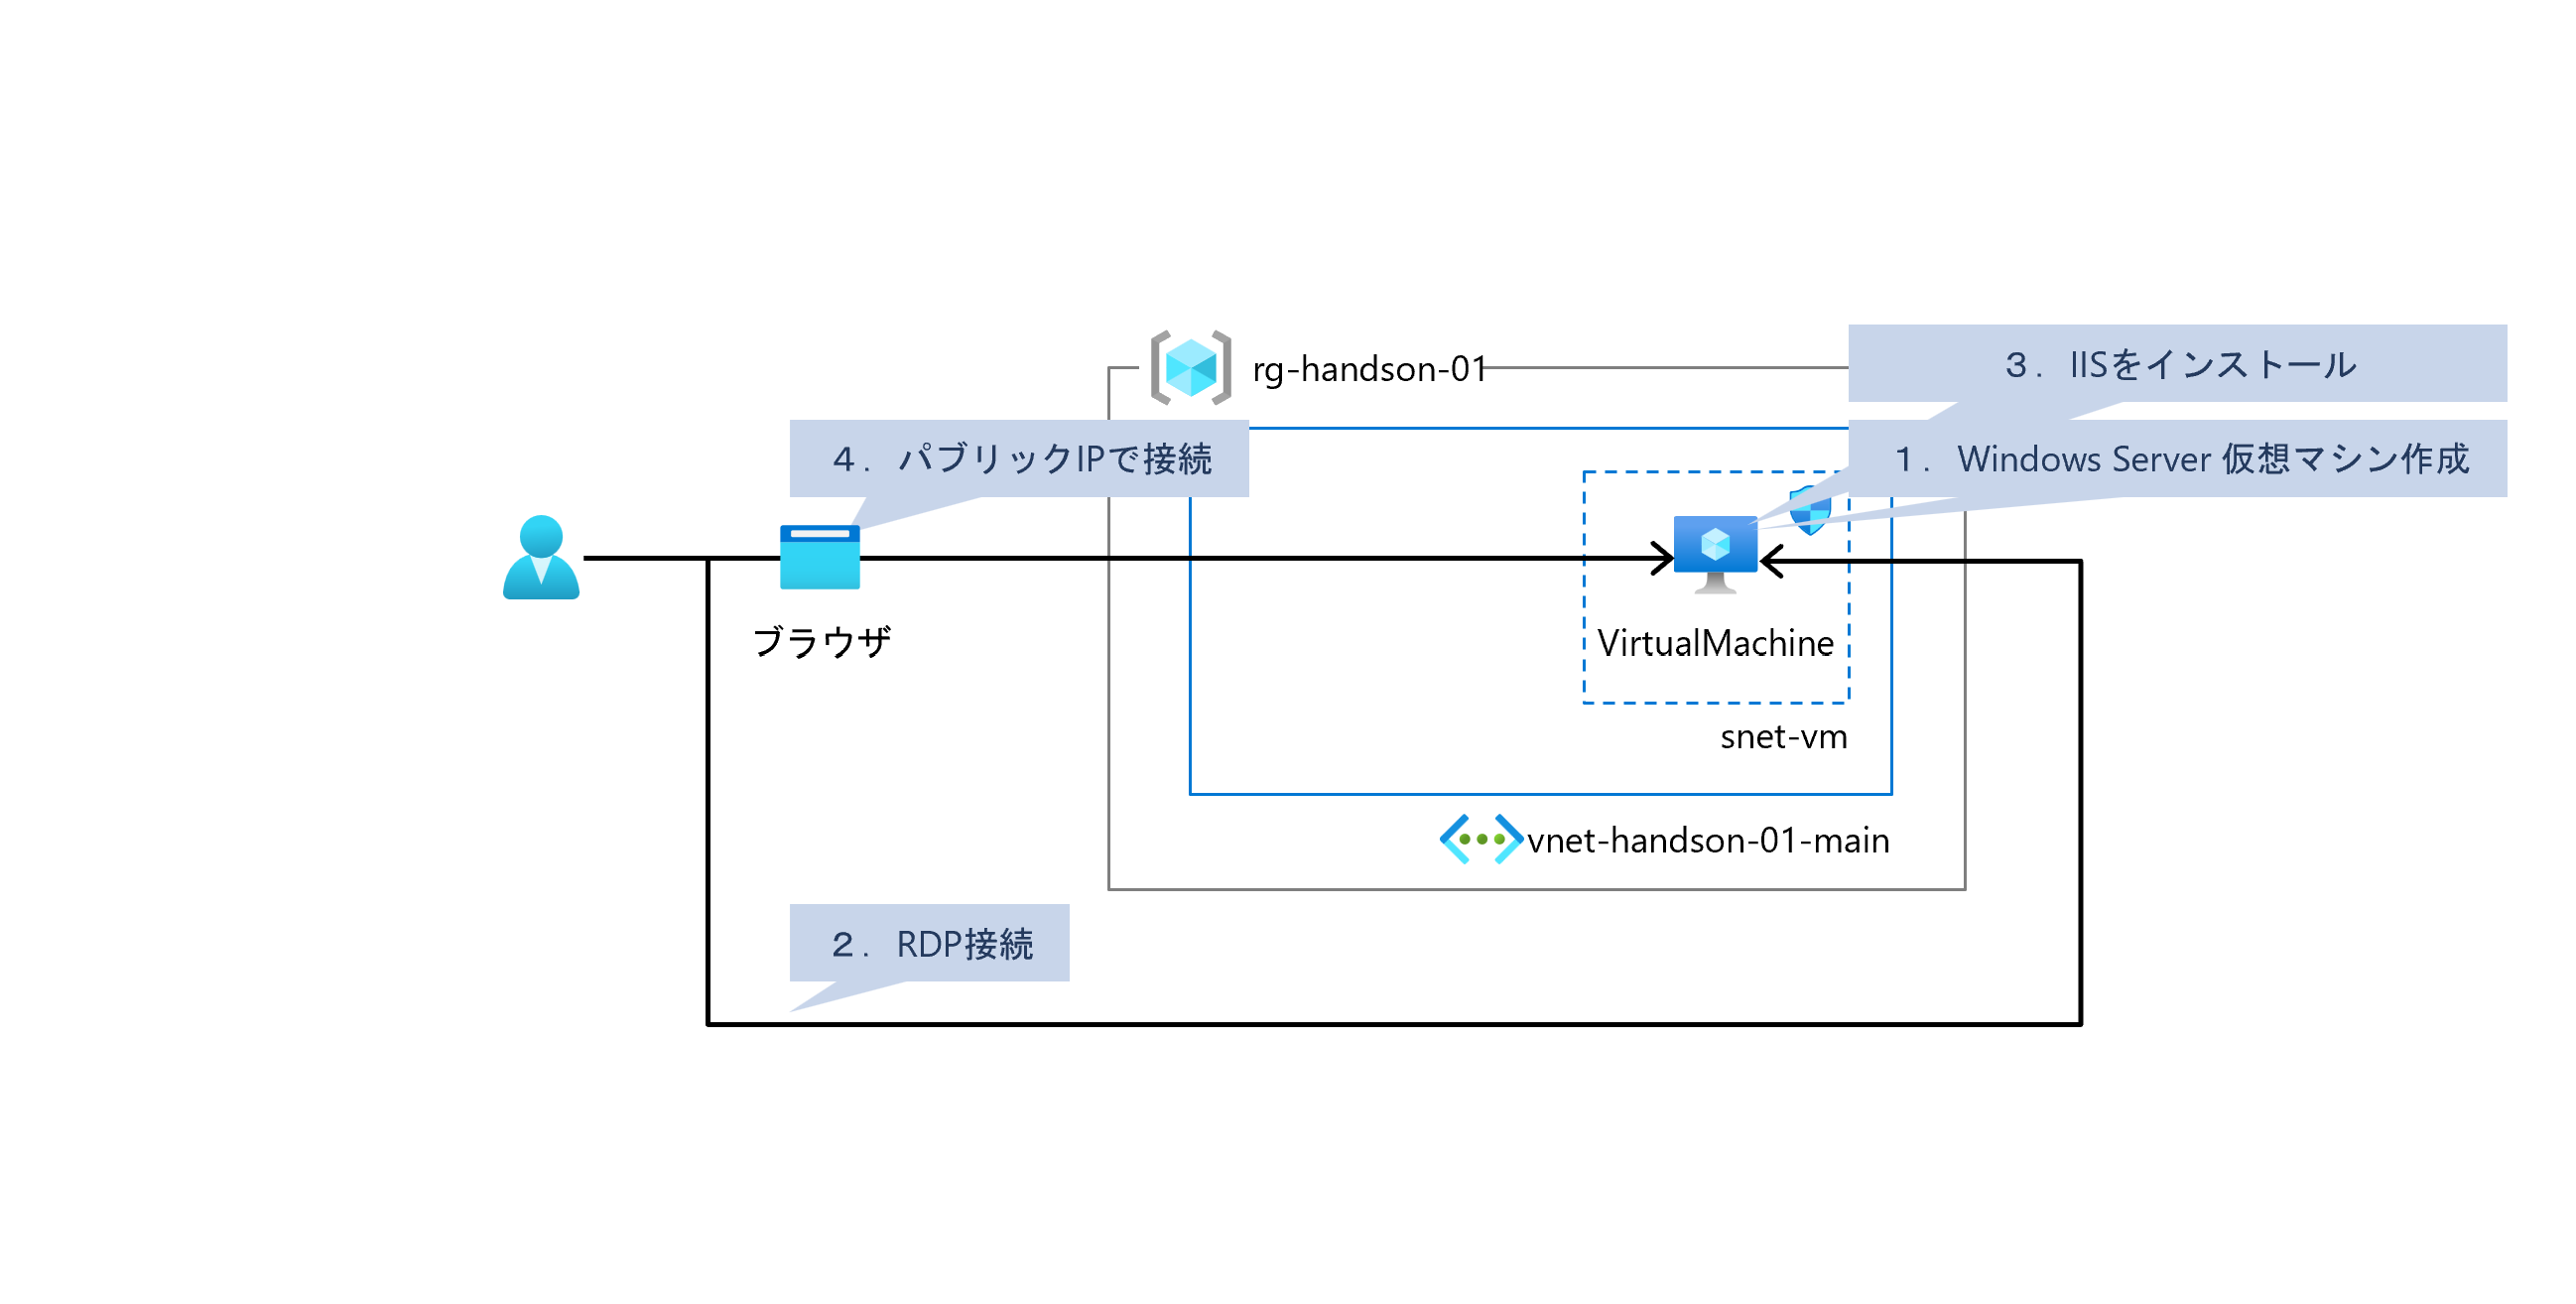 rg-handson-01
３． IISをインストール
４． パブリックIPで接続
１． Windows Server 仮想マシン作成
ブラウザ
VirtualMachine
snet-vm
vnet-handson-01-main
２． RDP接続